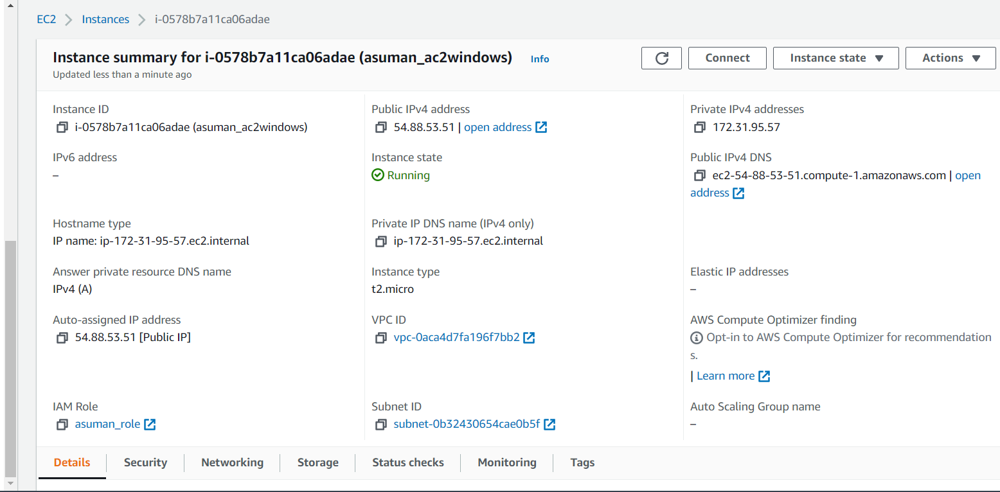 EC2 Instances i-0578b7a11ca06adae
Instance summary for i-0578b7a11ca06adae (asuman_ac2windows) Info
Updated less than a minute ago
Connect
Instance state
Actions
Instance ID
i-0578b7a11ca06adae (asuman_ac2windows)
Public IPv4 address
54.88.53.51 | open address
Private IPv4 addresses
172.31.95.57
IPv6 address
–
Instance state
Running
Public IPv4 DNS
ec2-54-88-53-51.compute-1.amazonaws.com | open
address
Hostname type
IP name: ip-172-31-95-57.ec2.internal
Private IP DNS name (IPv4 only)
ip-172-31-95-57.ec2.internal
Answer private resource DNS name
IPv4 (A)
Instance type
t2.micro
Elastic IP addresses
–
Auto-assigned IP address
54.88.53.51 [Public IP]
VPC ID
vpc-0aca4d7fa196f7bb2
AWS Compute Optimizer finding
Opt-in to AWS Compute Optimizer for recommendation
s.
| Learn more
IAM Role
asuman_role
Subnet ID
subnet-0b32430654cae0b5f
Auto Scaling Group name
–
Details
Security
Networking
Storage
Status checks
Monitoring
Tags